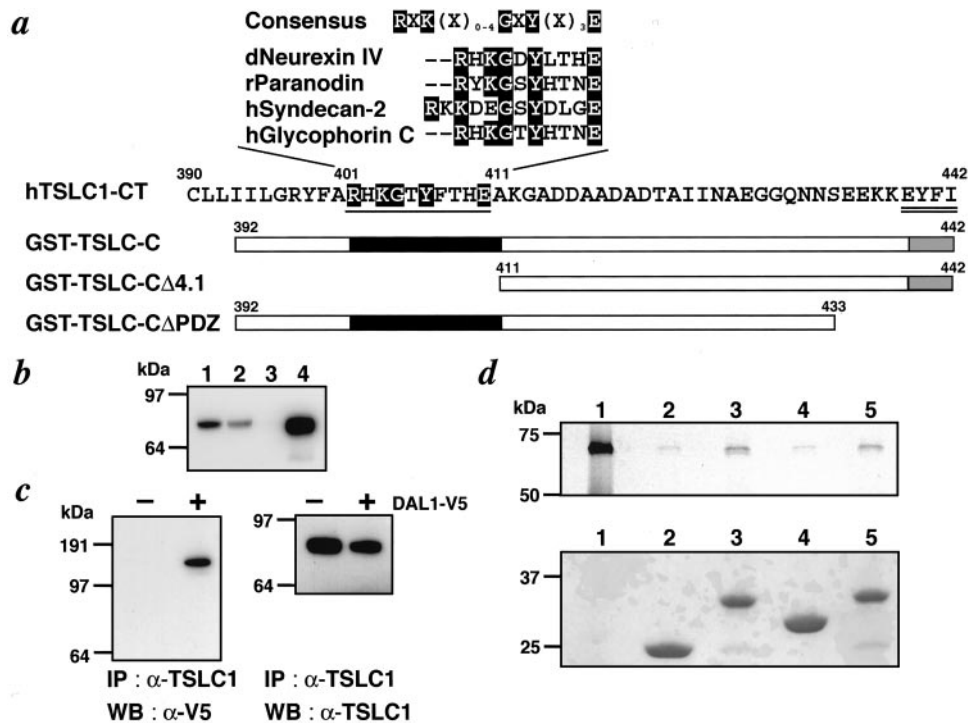 a
Consensus RXK(X)0-4GXY(X)3E
dNeurexin IV --RHKGDYLTHE
rParanodin --RYKGSYHTNE
hSyndecan-2 RKKDEGSYDLGE
hGlycophorin C --RHKGTYHTNE
390 401 411 442
hTSLC1-CT CLLIILGRYFARHKGTYFTHEAKGADDAADADTAIINAEGGQNNSEEKKEYFI
392 442
GST-TSLC-C
411 442
GST-TSLC-CΔ4.1
392 433
GST-TSLC-CΔPDZ
b
kDa 1 2 3 4
97
64
c
- + - + DAL1-V5
kDa
191
97
64
97
64
IP : α-TSLC1 IP : α-TSLC1
WB : α-V5 WB : α-TSLC1
d
kDa 1 2 3 4 5
75
50
1 2 3 4 5
37
25